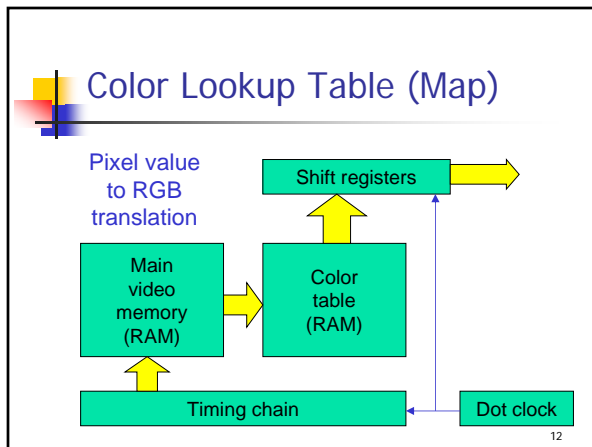 Color Lookup Table (Map)
Pixel value
to RGB
translation
Shift registers
Main
video
memory
(RAM)
Color
table
(RAM)
Timing chain
Dot clock
12